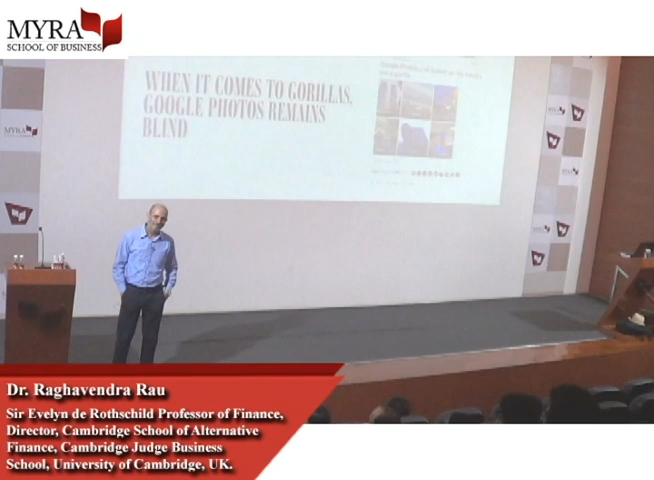 MYRA
SCHOOL OF BUSINESS
WHEN IT COMES TO GORILLAS,
GOOGLE PHOTOS REMAINS
BLIND
MYRA
Dr. Raghavendra Rau
Sir Evelyn de Rothschild Professor of Finance,
Director, Cambridge School of Alternative
Finance, Cambridge Judge Business
School, University of Cambridge, UK.